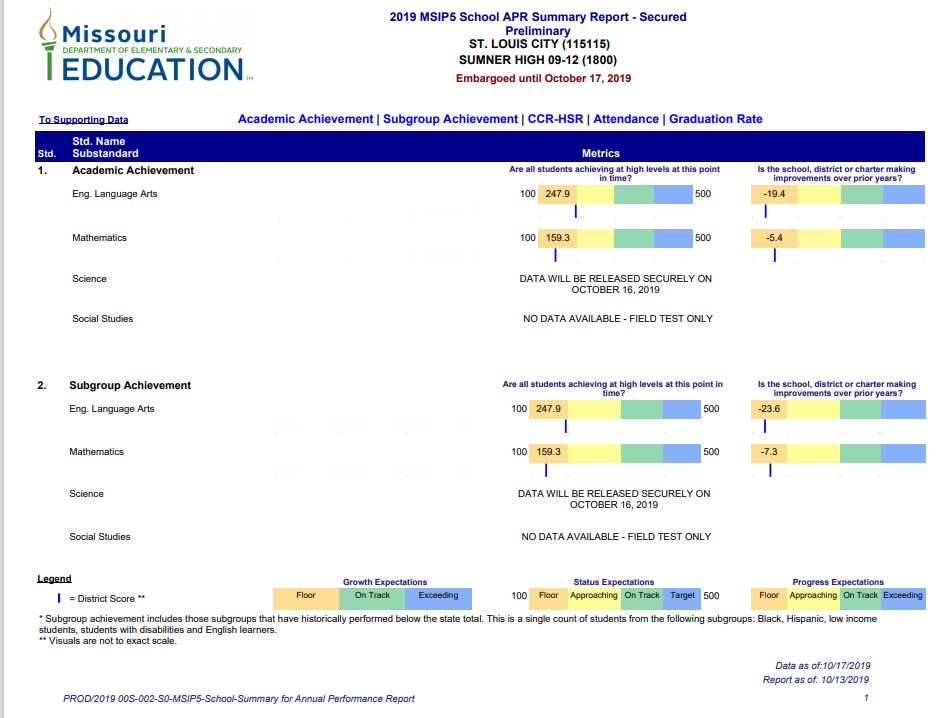 Missouri
DEPARTMENT OF ELEMENTARY & SECONDARY
EDUCATION™
2019 MSIP5 School APR Summary Report - Secured
Preliminary
ST. LOUIS CITY (115115)
SUMNER HIGH 09-12 (1800)
Embargoed until October 17, 2019
To Supporting Data
Academic Achievement | Subgroup Achievement | CCR-HSR | Attendance | Graduation Rate
Std. Std. Name
Substandard Metrics
1. Academic Achievement
Are all students achieving at high levels at this point
in time?
Is the school, district or charter making
improvements over prior years?
Eng. Language Arts 100 247.9 500 -19.4
Mathematics 100 159.3 500 -5.4
Science DATA WILL BE RELEASED SECURELY ON
OCTOBER 16, 2019
Social Studies NO DATA AVAILABLE - FIELD TEST ONLY
2. Subgroup Achievement
Are all students achieving at high levels at this point in
time?
Is the school, district or charter making
improvements over prior years?
Eng. Language Arts 100 247.9 500 -23.6
Mathematics 100 159.3 500 -7.3
Science DATA WILL BE RELEASED SECURELY ON
OCTOBER 16, 2019
Social Studies NO DATA AVAILABLE - FIELD TEST ONLY
Legend
= District Score **
Growth Expectations
Floor On Track Exceeding
Status Expectations
100 Floor Approaching On Track Target 500
Progress Expectations
Floor Approaching On Track Exceeding
* Subgroup achievement includes those subgroups that have historically performed below the state total. This is a single count of students from the following subgroups: Black, Hispanic, low income
students, students with disabilities and English learners.
** Visuals are not to exact scale.
Data as of:10/17/2019
Report as of: 10/13/2019
PROD/2019 00S-002-S0-MSIP5-School-Summary for Annual Performance Report 1